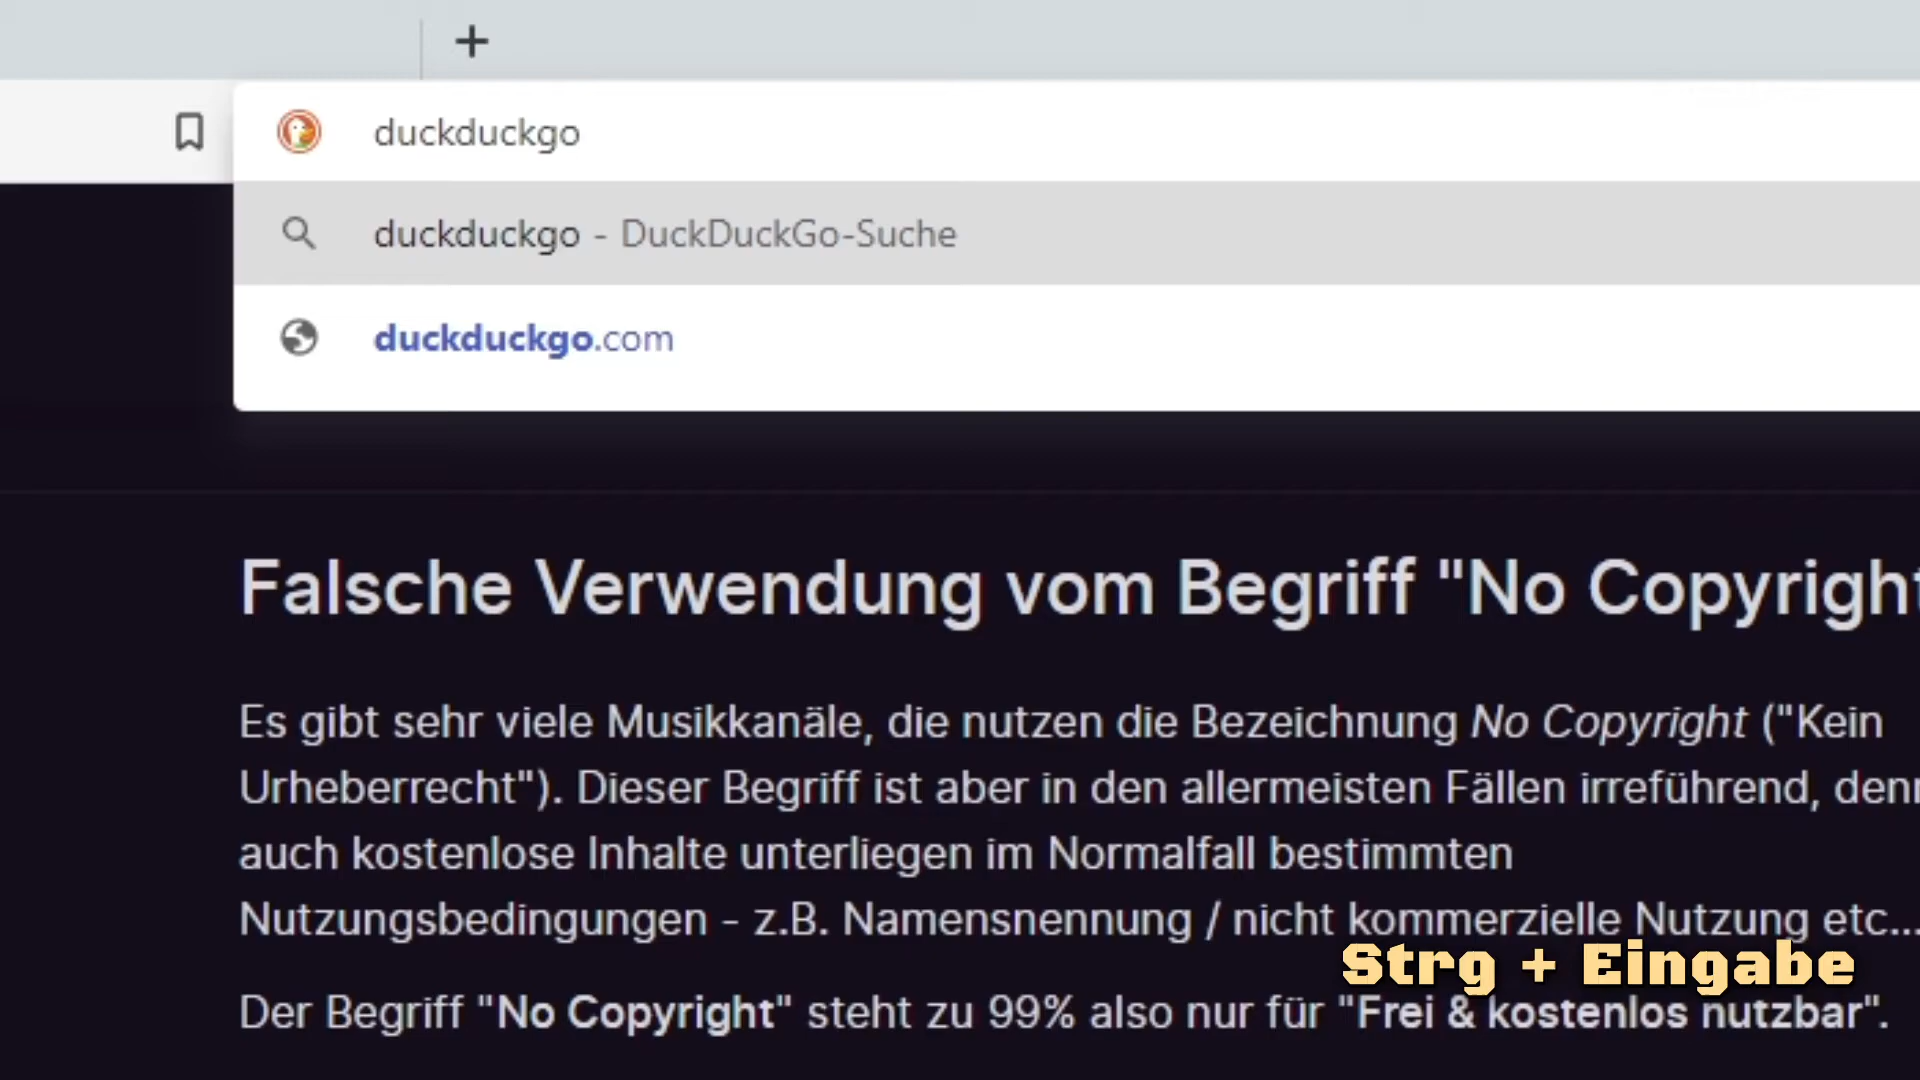 duckduckgo
duckduckgo - DuckDuckGo-Suche
duckduckgo.com
Falsche Verwendung vom Begriff "No Copyright
Es gibt sehr viele Musikkanäle, die nutzen die Bezeichnung No Copyright ("Kein
Urheberrecht"). Dieser Begriff ist aber in den allermeisten Fällen irreführend, denn
auch kostenlose Inhalte unterliegen im Normalfall bestimmten
Nutzungsbedingungen - z.B. Namensnennung / nicht kommerzielle Nutzung etc...
Strg + Eingabe
Der Begriff "No Copyright" steht zu 99% also nur für "Frei & kostenlos nutzbar".